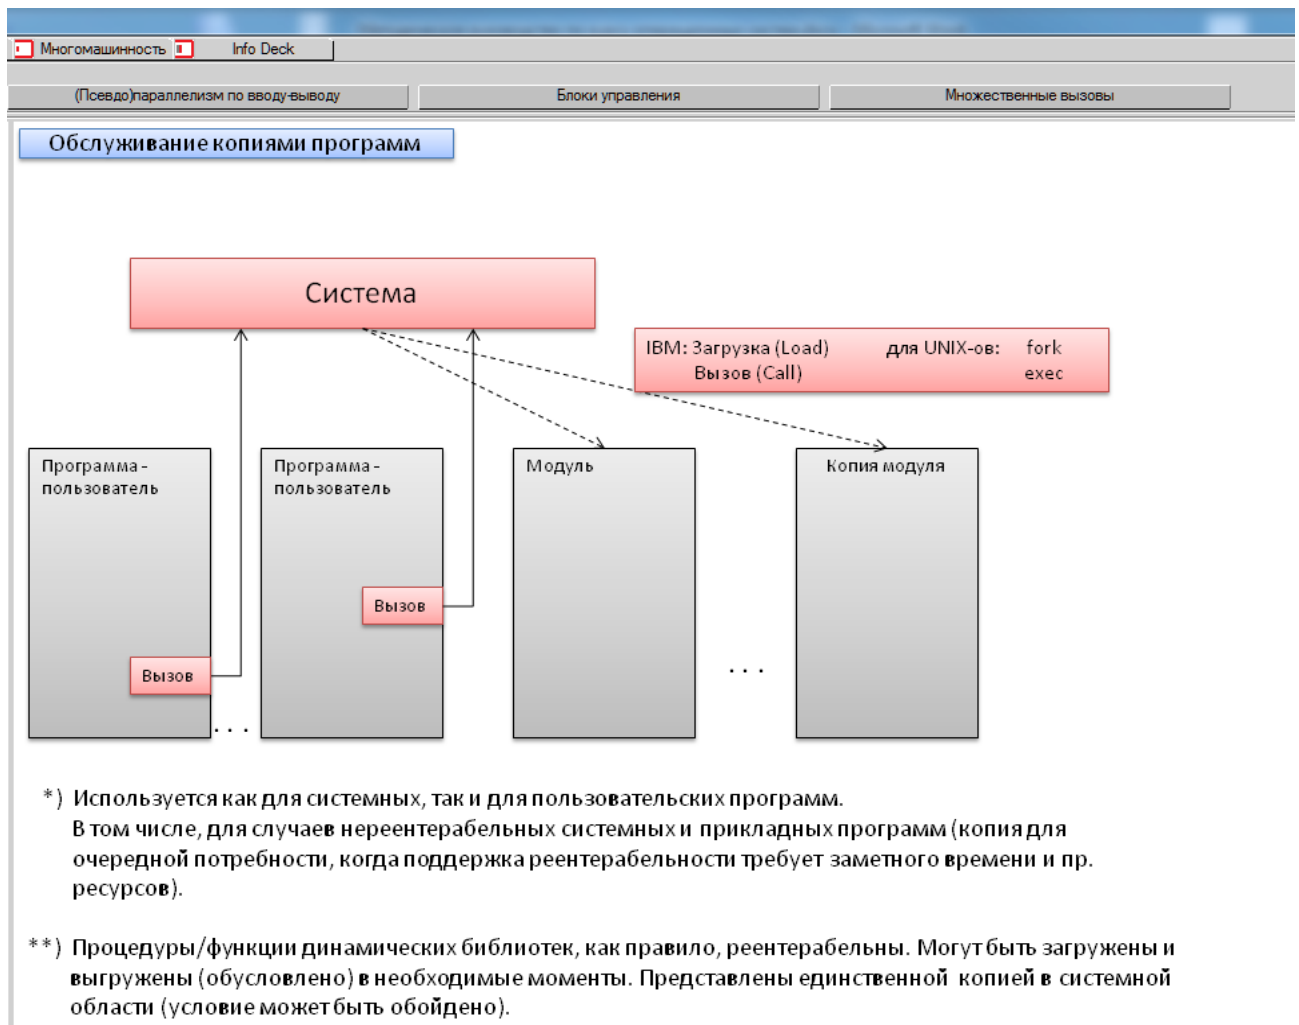 Многомашинность Info Deck
(Псевдо)параллелизм по вводу-выводу Блоки управления Множественные вызовы
Обслуживание копиями программ
Система
IBM: Загрузка (Load) для UNIX-ов: fork
Вызов (Call) exec
Программа-
пользователь
Программа-
пользователь
Модуль
Копия модуля
Вызов
Вызов
. . .
. . .
*) Используется как для системных, так и для пользовательских программ.
В том числе, для случаев нереентерабельных системных и прикладных программ (копия для
очередной потребности, когда поддержка реентерабельности требует заметного времени и пр.
ресурсов).
**) Процедуры/функции динамических библиотек, как правило, реентерабельны. Могут быть загружены и
выгружены (обусловлено) в необходимые моменты. Представлены единственной копией в системной
области (условие может быть обойдено).